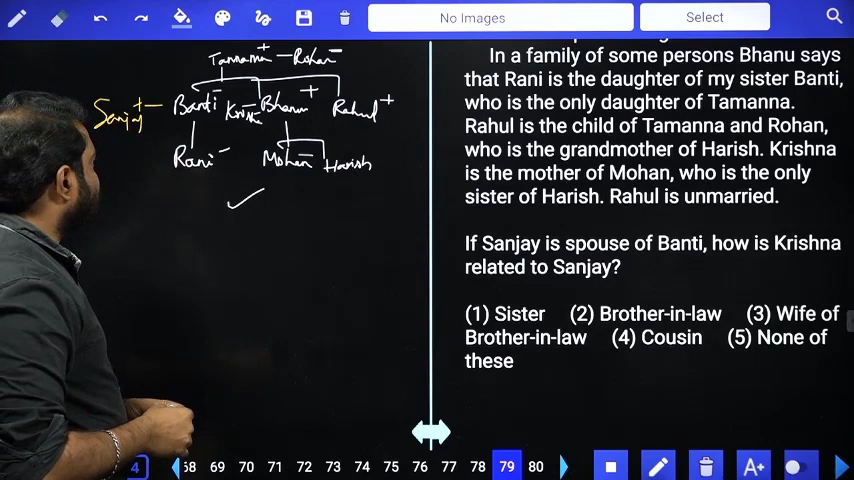 No Images
Select
Tammanna + — Rohan –
Sanjay + — Banti – Krishna – Bhanu + Rahul +
Rani – Mohan – Harish
In a family of some persons Bhanu says
that Rani is the daughter of my sister Banti,
who is the only daughter of Tamanna.
Rahul is the child of Tamanna and Rohan,
who is the grandmother of Harish. Krishna
is the mother of Mohan, who is the only
sister of Harish. Rahul is unmarried.
If Sanjay is spouse of Banti, how is Krishna
related to Sanjay?
(1) Sister (2) Brother-in-law (3) Wife of
Brother-in-law (4) Cousin (5) None of
these
4 68 69 70 71 72 73 74 75 76 77 78 79 80 A+